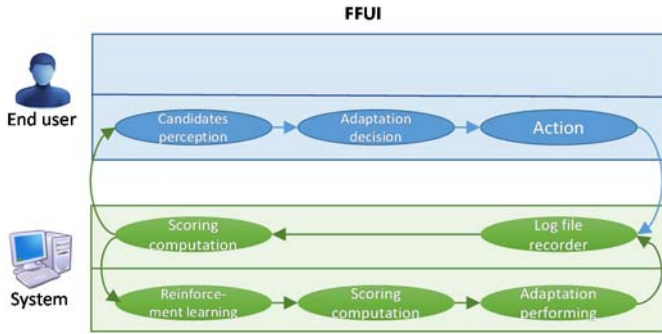 FFUI
End user
Candidates
perception
Adaptation
decision
Action
System
Scoring
computation
Log file
recorder
Reinforce-
ment learning
Scoring
computation
Adaptation
performing